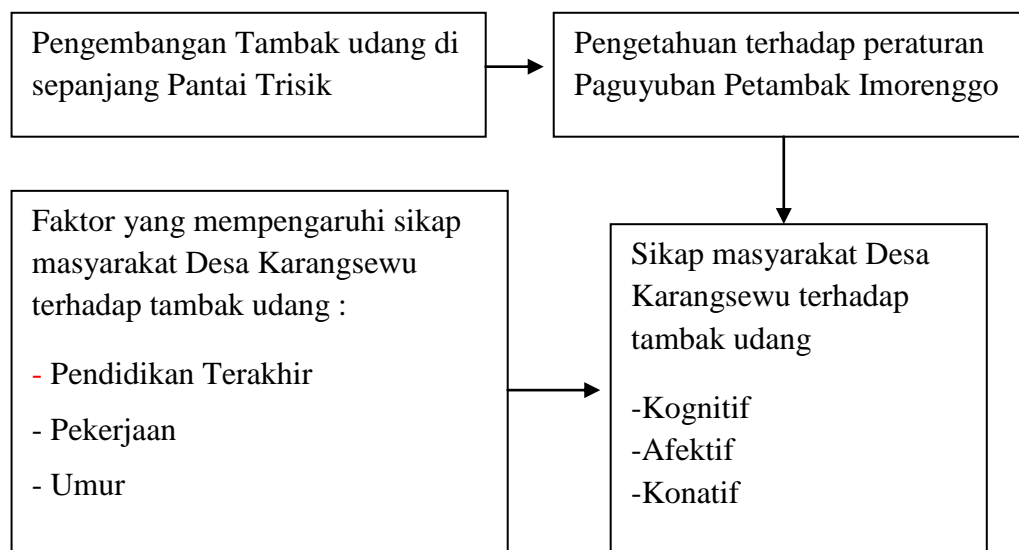 Pengembangan Tambak udang di
sepanjang Pantai Trisik
Pengetahuan terhadap peraturan
Paguyuban Petambak Imorenggo
Faktor yang mempengaruhi sikap
masyarakat Desa Karangsewu
terhadap tambak udang :
- Pendidikan Terakhir
- Pekerjaan
- Umur
Sikap masyarakat Desa
Karangsewu terhadap
tambak udang
-Kognitif
-Afektif
-Konatif